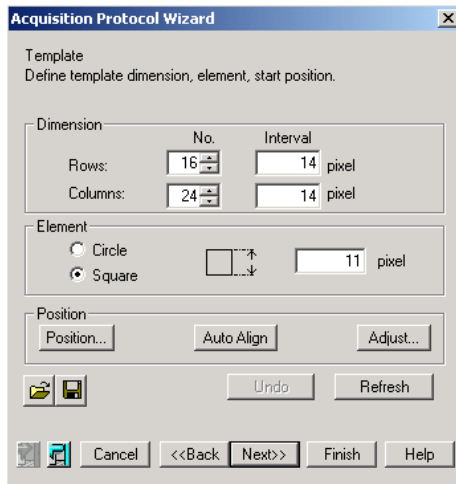 Acquisition Protocol Wizard
Template
Define template dimension, element, start position.
Dimension
No. Interval
Rows: 16 14 pixel
Columns: 24 14 pixel
Element
Circle
Square
11 pixel
Position
Position... Auto Align Adjust...
Undo Refresh
Cancel <<Back Next>> Finish Help